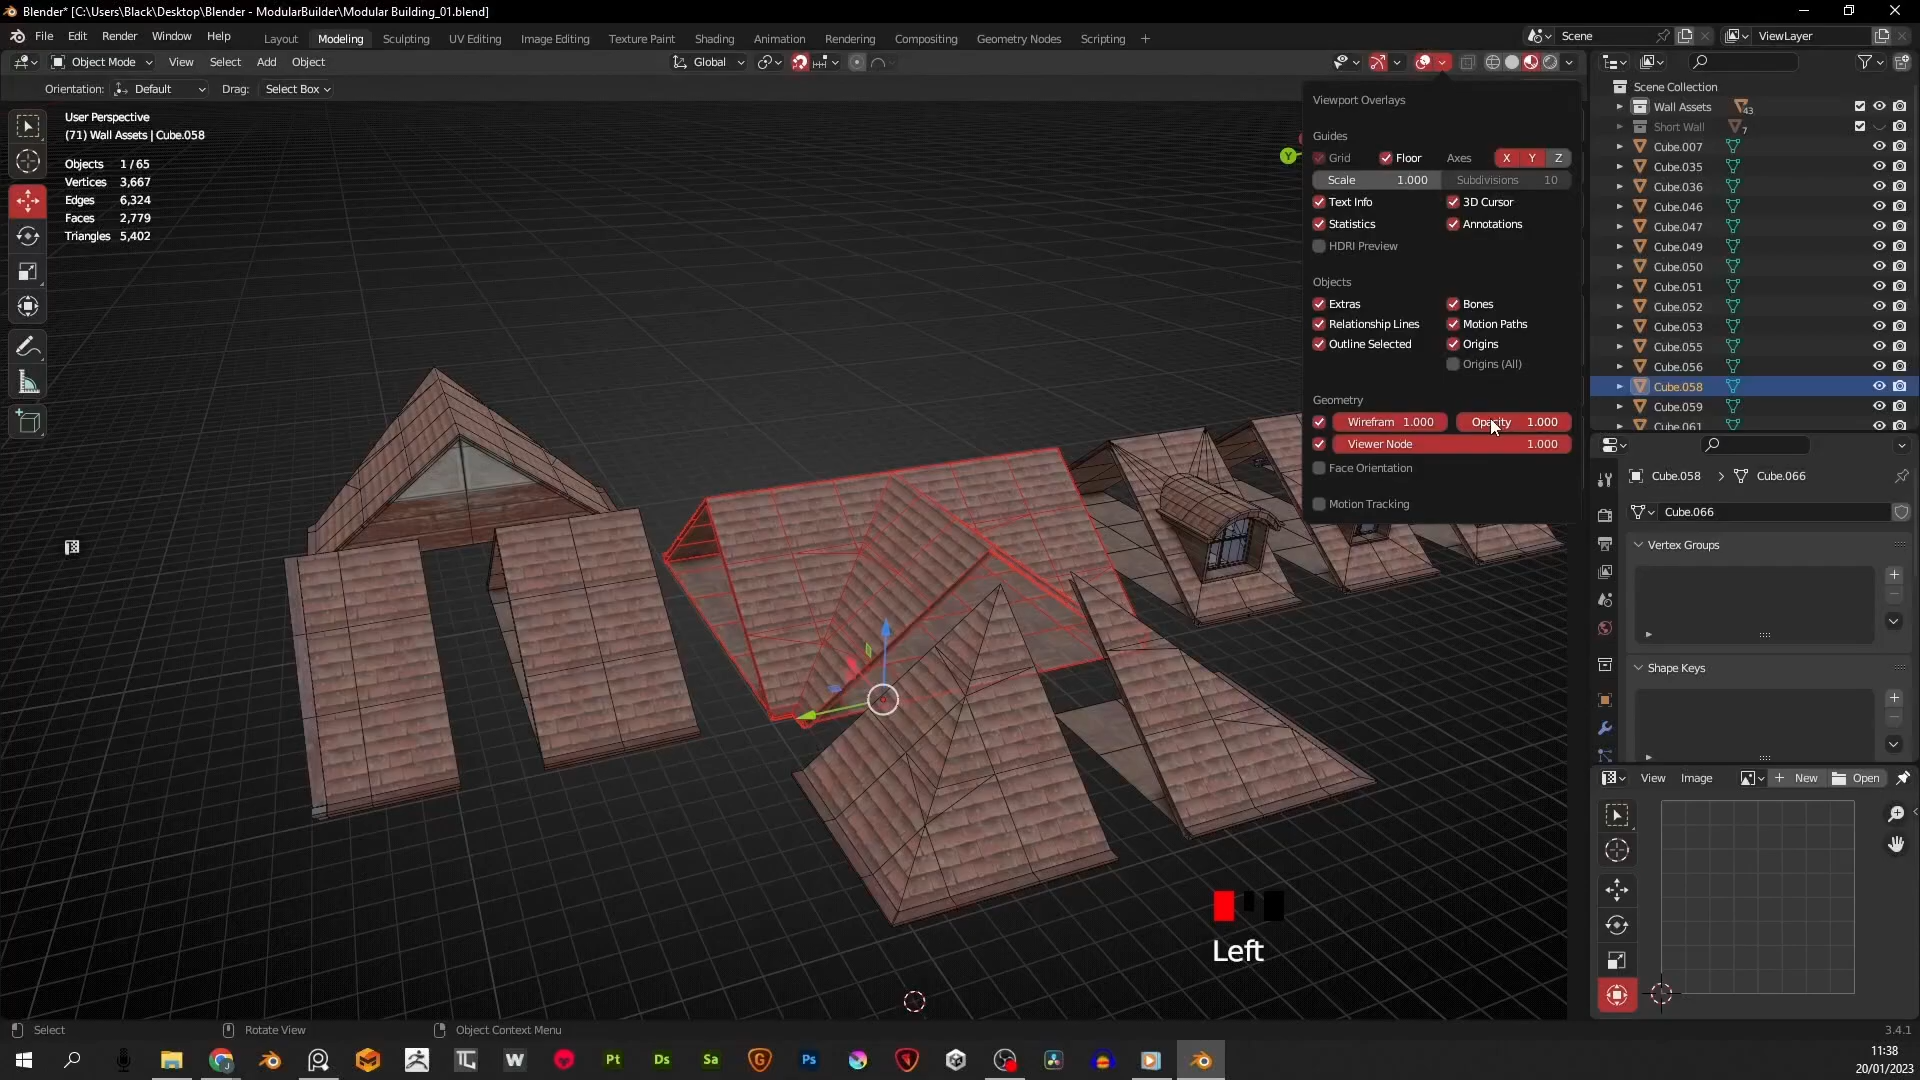 Blender* [C:\Users\Black\Desktop\Blender - ModularBuilder\Modular Building_01.blend]
File Edit Render Window Help Layout Modeling Sculpting UV Editing Image Editing Texture Paint Shading Animation Rendering Compositing Geometry Nodes Scripting + Scene ViewLayer
Object Mode View Select Add Object Global
Orientation: Default Drag: Select Box
User Perspective
(71) Wall Assets | Cube.058
Objects 1 / 65
Vertices 3,667
Edges 6,324
Faces 2,779
Triangles 5,402
Y
Viewport Overlays
Guides
Grid Floor Axes X Y Z
Scale 1.000 Subdivisions 10
Text Info 3D Cursor
Statistics Annotations
HDRI Preview
Objects
Extras Bones
Relationship Lines Motion Paths
Outline Selected Origins
Origins (All)
Geometry
Wirefram 1.000 Opacity 1.000
Viewer Node 1.000
Face Orientation
Motion Tracking
Scene Collection
Wall Assets 43
Short Wall 7
Cube.007
Cube.035
Cube.036
Cube.046
Cube.047
Cube.049
Cube.050
Cube.051
Cube.052
Cube.053
Cube.055
Cube.056
Cube.058
Cube.059
Cube.061
Cube.058 > Cube.066
Cube.066
Vertex Groups
Shape Keys
View Image + New Open
Left
Select Rotate View Object Context Menu 3.4.1
W Pt Ds Sa G Ps
11:38
20/01/2023